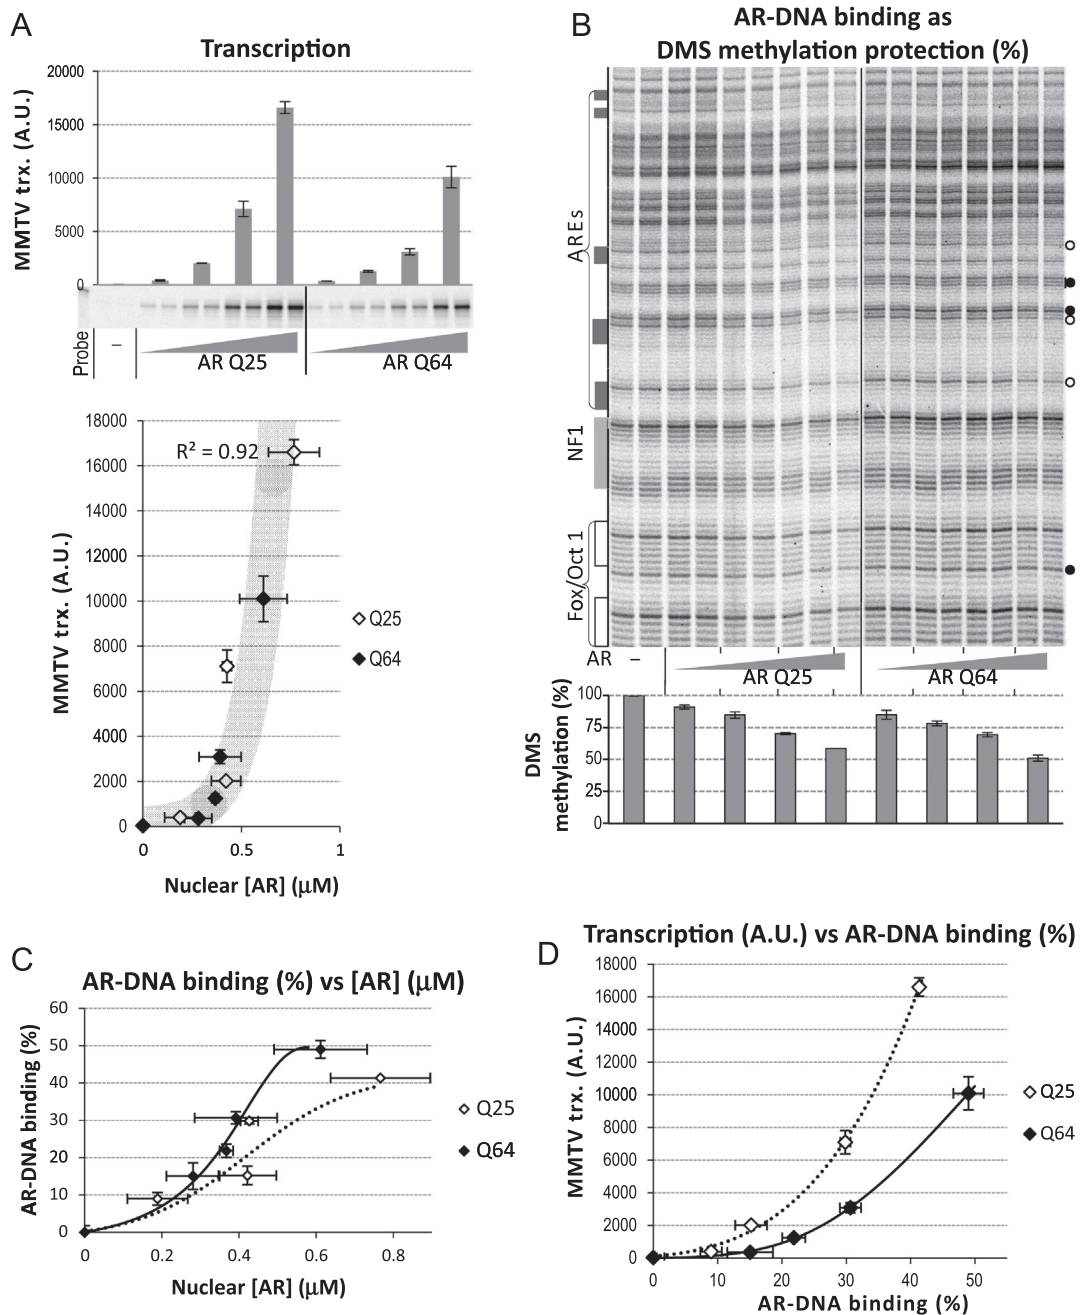 A
Transcription
MMTV trx. (A.U.)
20000
15000
10000
5000
0
Probe
–
AR Q25
AR Q64
MMTV trx. (A.U.)
18000
16000
14000
12000
10000
8000
6000
4000
2000
0
R² = 0.92
Q25
Q64
0 0.5 1
Nuclear [AR] (μM)
B
AR-DNA binding as
DMS methylation protection (%)
AREs
NF1
Fox/Oct 1
AR –
AR Q25
AR Q64
DMS
methylation (%)
100
75
50
25
0
C
AR-DNA binding (%) vs [AR] (μM)
AR-DNA binding (%)
60
50
40
30
20
10
0
Q25
Q64
0 0.2 0.4 0.6 0.8
Nuclear [AR] (μM)
D
Transcription (A.U.) vs AR-DNA binding (%)
MMTV trx. (A.U.)
18000
16000
14000
12000
10000
8000
6000
4000
2000
0
Q25
Q64
0 10 20 30 40 50
AR-DNA binding (%)